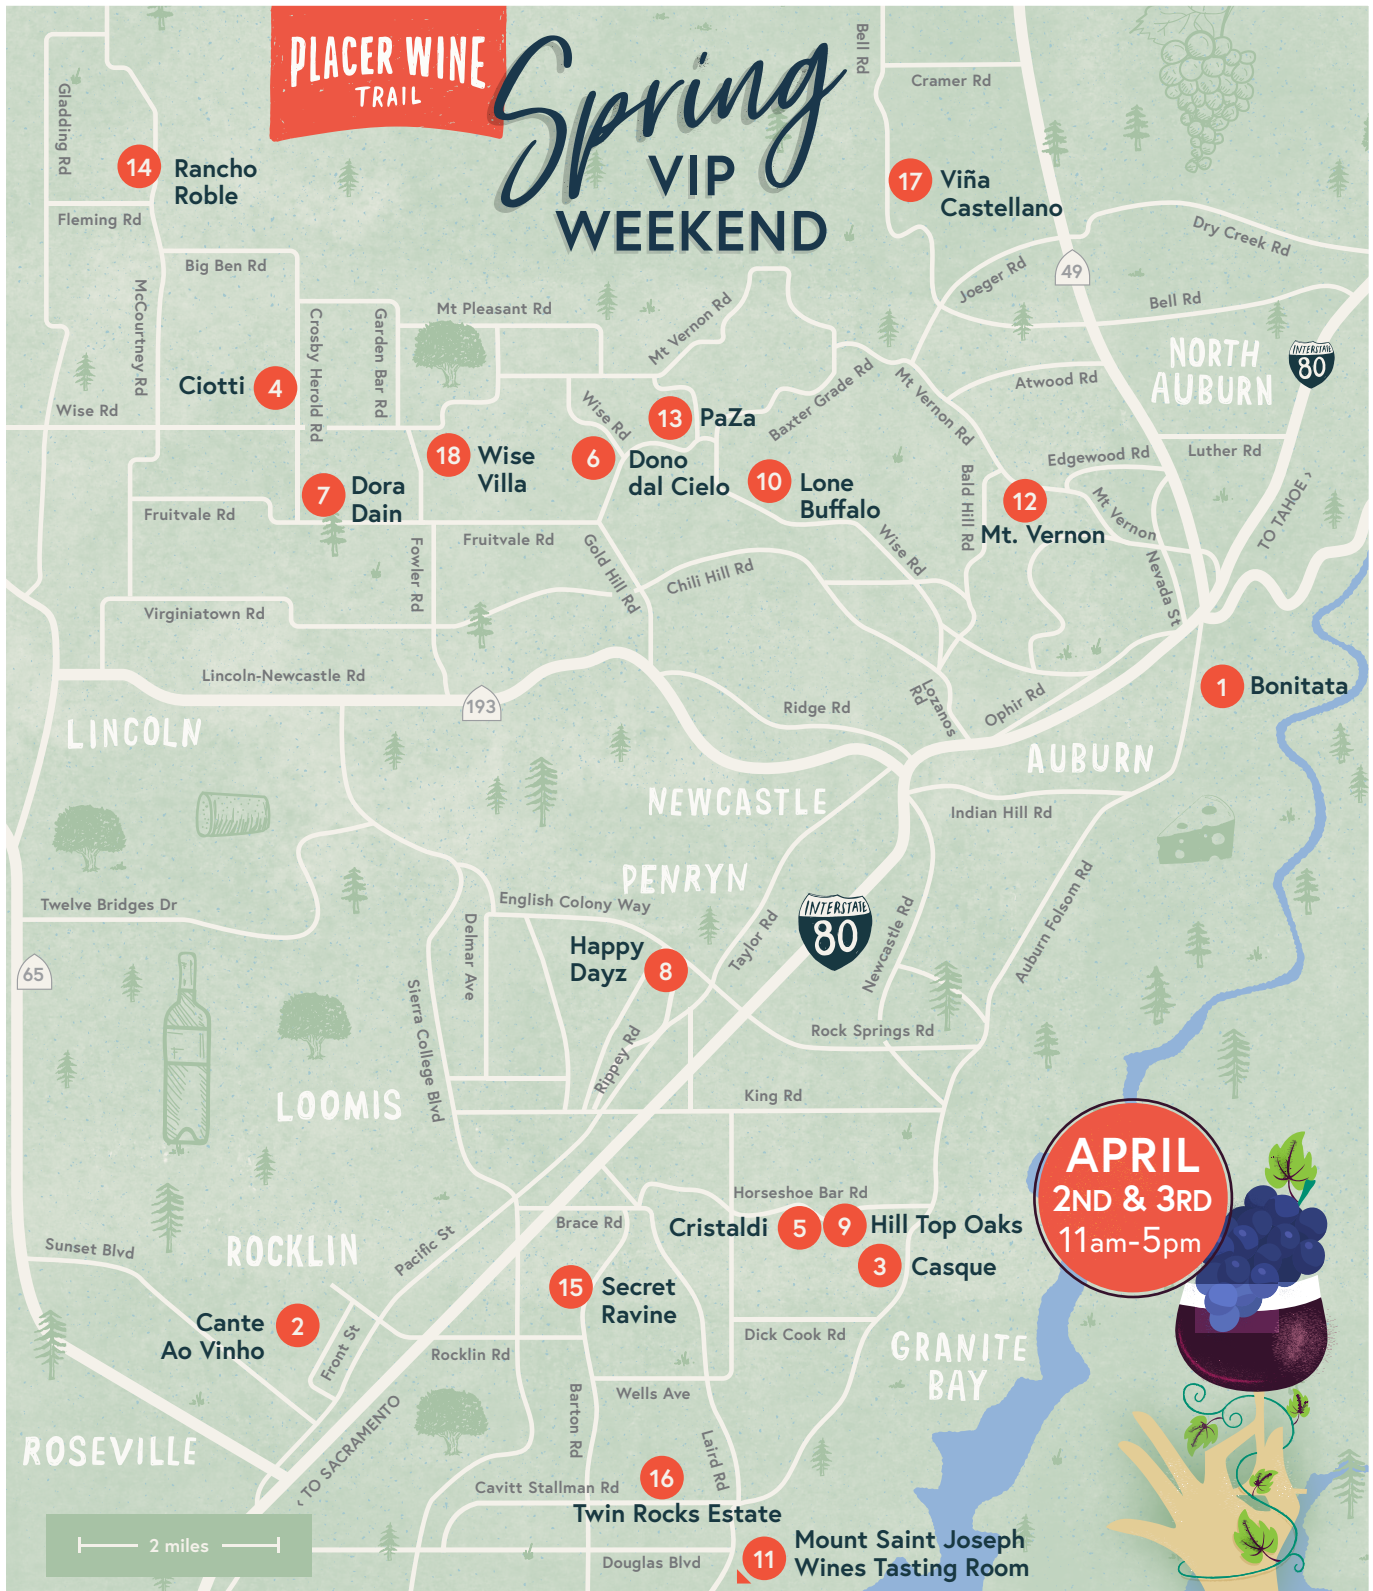 PLACER WINE
TRAIL
Spring
VIP
WEEKEND
Bell Rd
Cramer Rd
Gladding Rd
14
Rancho
Roble
17
Viña
Castellano
Fleming Rd
Dry Creek Rd
Big Ben Rd
49
Joeger Rd
McCourtney Rd
Crosby Herold Rd
Garden Bar Rd
Mt Pleasant Rd
Mt Vernon Rd
Bell Rd
NORTH
AUBURN
INTERSTATE
80
Ciotti
4
Atwood Rd
Mt Vernon Rd
Baxter Grade Rd
Wise Rd
Wise Rd
13
PaZa
18
Wise
Villa
6
Dono
dal Cielo
10
Lone
Buffalo
Edgewood Rd
Luther Rd
7
Dora
Dain
Bald Hill Rd
12
Mt. Vernon
Mt Vernon
TO TAHOE ›
Fruitvale Rd
Fruitvale Rd
Fowler Rd
Gold Hill Rd
Wise Rd
Chili Hill Rd
Nevada St
Virginiatown Rd
Lincoln-Newcastle Rd
193
1
Bonitata
Lozanos
Rd
Ophir Rd
Ridge Rd
LINCOLN
AUBURN
NEWCASTLE
Indian Hill Rd
PENRYN
Twelve Bridges Dr
English Colony Way
INTERSTATE
80
Auburn Folsom Rd
Delmar Ave
Taylor Rd
Newcastle Rd
65
Happy
Dayz
8
Sierra College Blvd
Rock Springs Rd
Rippey Rd
LOOMIS
King Rd
APRIL
2ND & 3RD
11am-5pm
Horseshoe Bar Rd
Brace Rd
Cristaldi
5
9
Hill Top Oaks
3
Casque
Sunset Blvd
ROCKLIN
Pacific St
15
Secret
Ravine
Cante
Ao Vinho
2
Front St
Rocklin Rd
Dick Cook Rd
GRANITE
BAY
Wells Ave
Barton Rd
Laird Rd
ROSEVILLE
‹ TO SACRAMENTO
16
Twin Rocks Estate
Cavitt Stallman Rd
2 miles
Douglas Blvd
11
Mount Saint Joseph
Wines Tasting Room